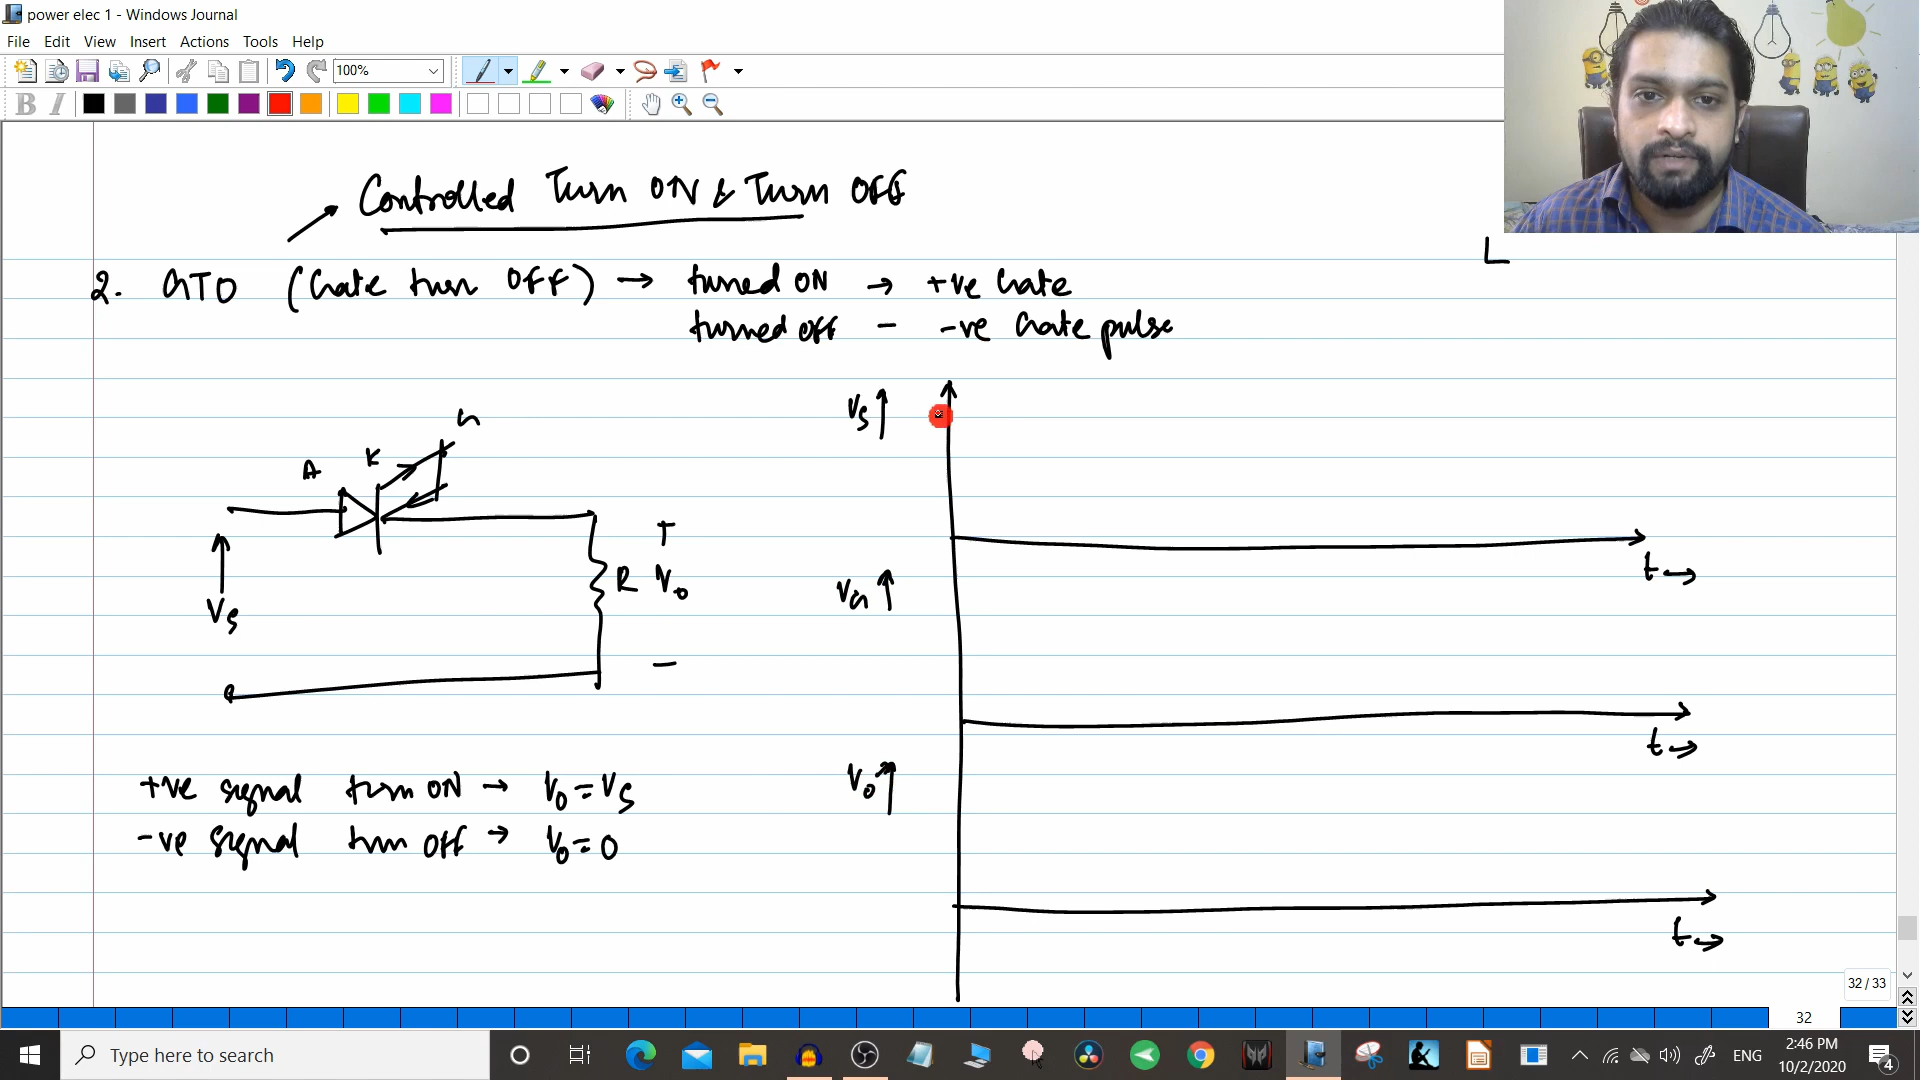 power elec 1 - Windows Journal
File Edit View Insert Actions Tools Help
100%
B I
Controlled Turn ON & Turn OFF
L
2. GTO (Gate turn OFF) → turned ON → +ve Gate
turned off - -ve Gate pulse
G
A K
Vs
R
+
Vo
-
Vs
t→
VG
t→
Vo
t→
+ve signal turn ON → Vo = Vs
-ve signal turn off → Vo = 0
32 / 33
32
Type here to search
ENG
2:46 PM
10/2/2020
4